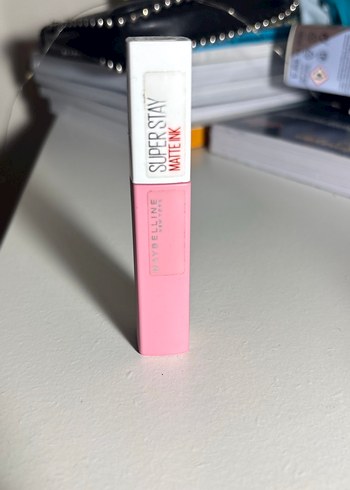 SUPER STAY
MATTE INK
MAYBELLINE
NEW YORK